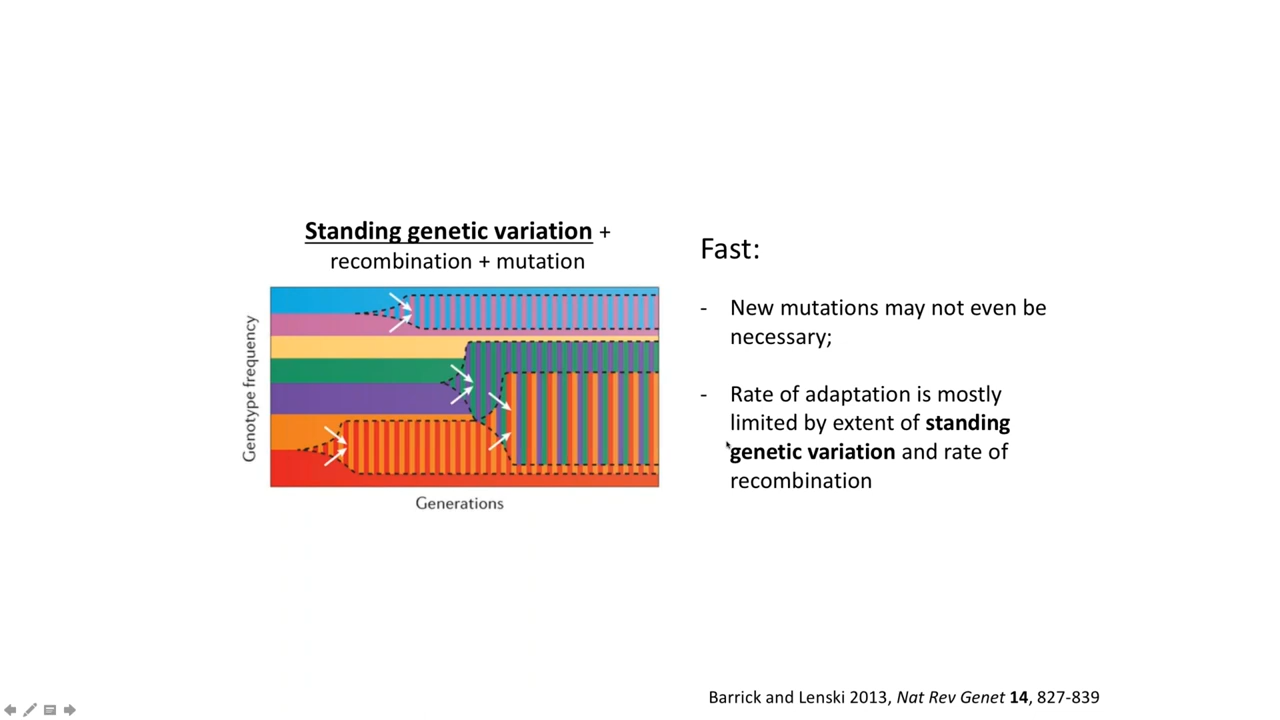 Standing genetic variation +
recombination + mutation
Genotype frequency
Generations
Fast:
- New mutations may not even be
necessary;
- Rate of adaptation is mostly
limited by extent of standing
genetic variation and rate of
recombination
Barrick and Lenski 2013, Nat Rev Genet 14, 827-839